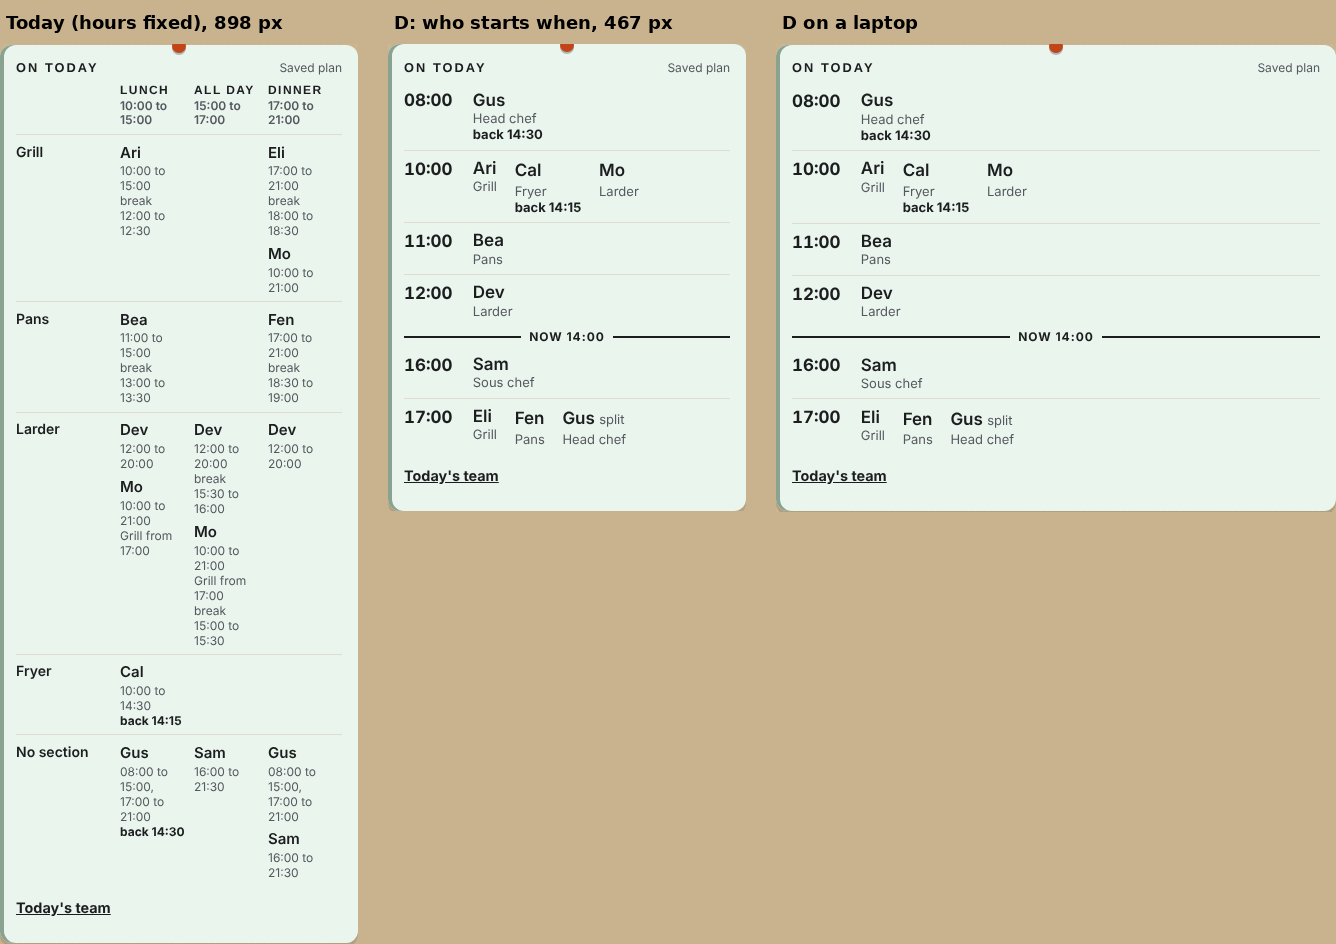 Today (hours fixed), 898 px
ON TODAY
Saved plan
LUNCH
10:00 to
15:00
ALL DAY
15:00 to
17:00
DINNER
17:00 to
21:00
Grill
Ari
10:00 to
15:00
break
12:00 to
12:30
Eli
17:00 to
21:00
break
18:00 to
18:30
Mo
10:00 to
21:00
Pans
Bea
11:00 to
15:00
break
13:00 to
13:30
Fen
17:00 to
21:00
break
18:30 to
19:00
Larder
Dev
12:00 to
20:00
Mo
10:00 to
21:00
Grill from
17:00
Dev
12:00 to
20:00
break
15:30 to
16:00
Mo
10:00 to
21:00
Grill from
17:00
break
15:00 to
15:30
Dev
12:00 to
20:00
Fryer
Cal
10:00 to
14:30
back 14:15
No section
Gus
08:00 to
15:00,
17:00 to
21:00
back 14:30
Sam
16:00 to
21:30
Gus
08:00 to
15:00,
17:00 to
21:00
Sam
16:00 to
21:30
Today's team
D: who starts when, 467 px
ON TODAY
Saved plan
08:00
Gus
Head chef
back 14:30
10:00
Ari
Grill
Cal
Fryer
back 14:15
Mo
Larder
11:00
Bea
Pans
12:00
Dev
Larder
NOW 14:00
16:00
Sam
Sous chef
17:00
Eli
Grill
Fen
Pans
Gus split
Head chef
Today's team
D on a laptop
ON TODAY
Saved plan
08:00
Gus
Head chef
back 14:30
10:00
Ari
Grill
Cal
Fryer
back 14:15
Mo
Larder
11:00
Bea
Pans
12:00
Dev
Larder
NOW 14:00
16:00
Sam
Sous chef
17:00
Eli
Grill
Fen
Pans
Gus split
Head chef
Today's team